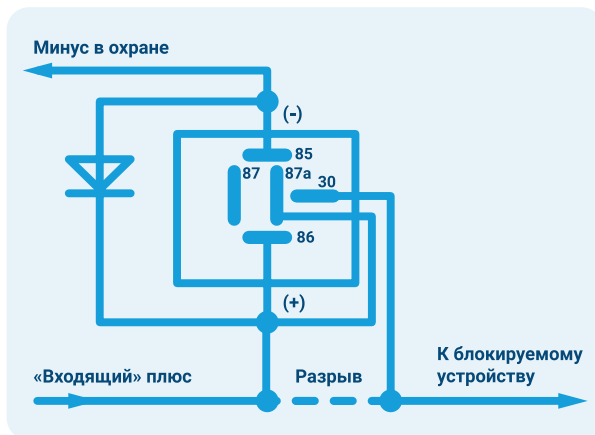 Минус в охране
(-)
85
87
87a
30
86
(+)
К блокируемому
устройству
«Входящий» плюс
Разрыв